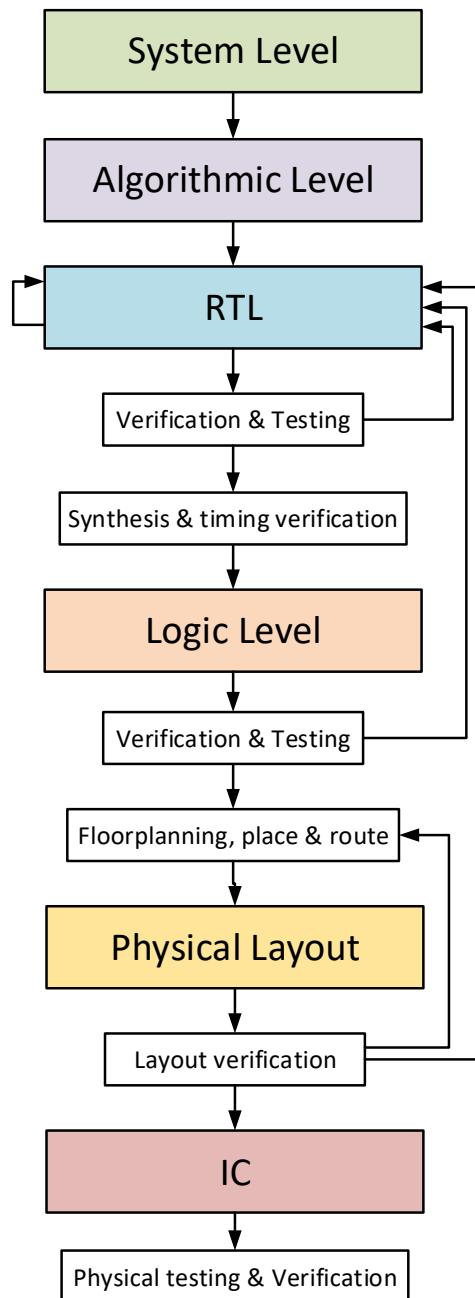 System Level
Algorithmic Level
RTL
Verification & Testing
Synthesis & timing verification
Logic Level
Verification & Testing
Floorplanning, place & route
Physical Layout
Layout verification
IC
Physical testing & Verification